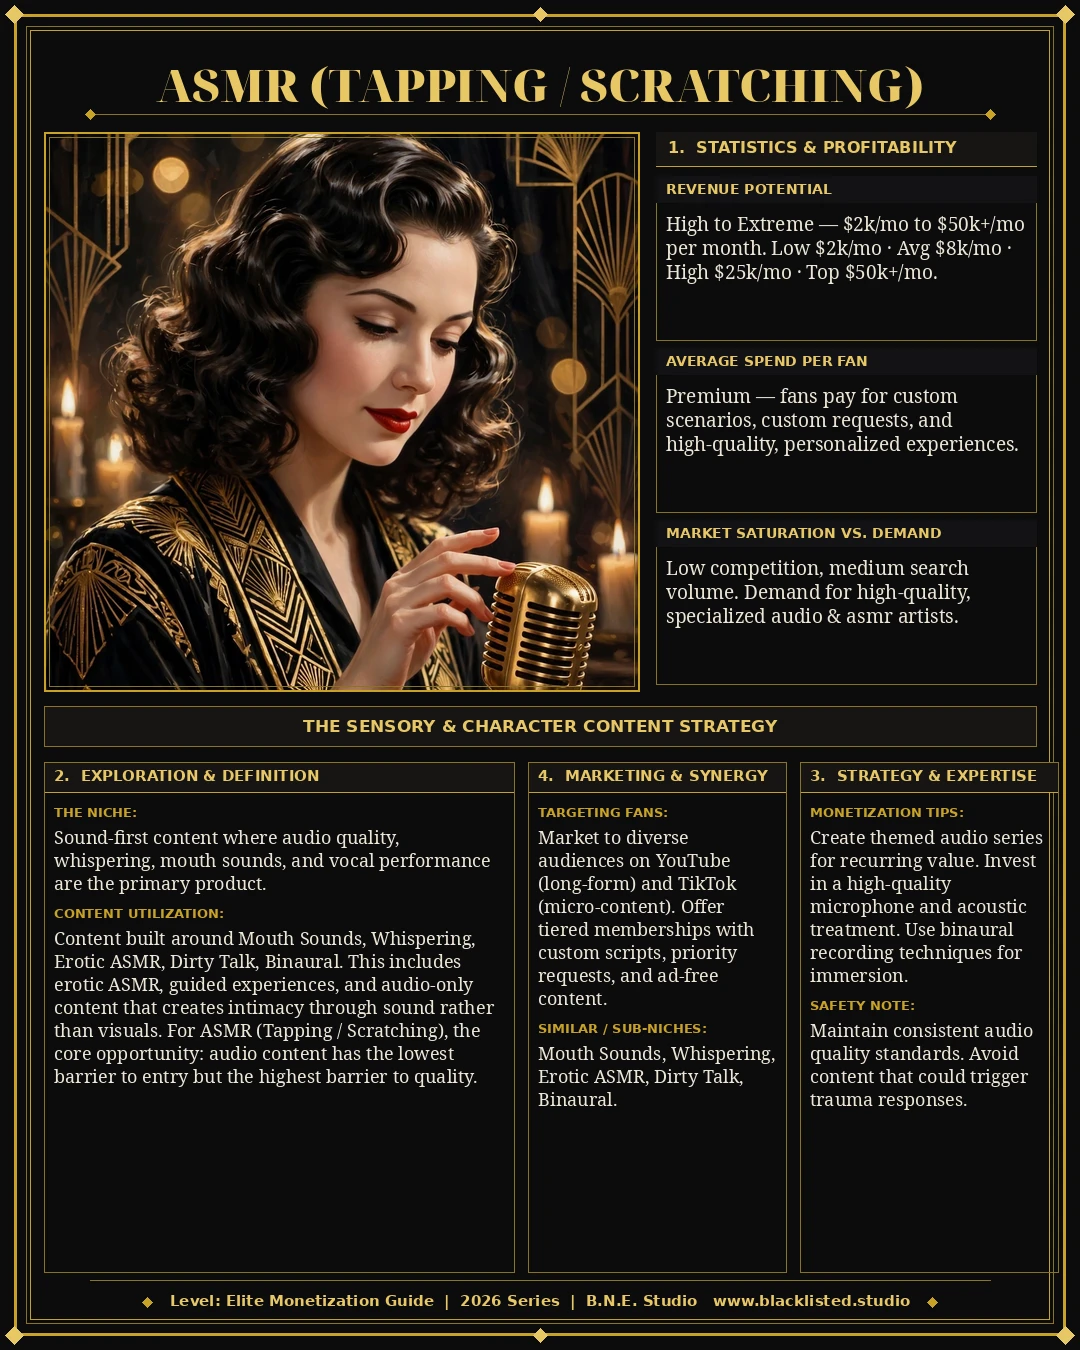 ASMR (TAPPING / SCRATCHING)
1. STATISTICS & PROFITABILITY
REVENUE POTENTIAL
High to Extreme — $2k/mo to $50k+/mo
per month. Low $2k/mo · Avg $8k/mo ·
High $25k/mo · Top $50k+/mo.
AVERAGE SPEND PER FAN
Premium — fans pay for custom
scenarios, custom requests, and
high-quality, personalized experiences.
MARKET SATURATION VS. DEMAND
Low competition, medium search
volume. Demand for high-quality,
specialized audio & asmr artists.
THE SENSORY & CHARACTER CONTENT STRATEGY
2. EXPLORATION & DEFINITION
THE NICHE:
Sound-first content where audio quality,
whispering, mouth sounds, and vocal performance
are the primary product.
CONTENT UTILIZATION:
Content built around Mouth Sounds, Whispering,
Erotic ASMR, Dirty Talk, Binaural. This includes
erotic ASMR, guided experiences, and audio-only
content that creates intimacy through sound rather
than visuals. For ASMR (Tapping / Scratching), the
core opportunity: audio content has the lowest
barrier to entry but the highest barrier to quality.
4. MARKETING & SYNERGY
TARGETING FANS:
Market to diverse
audiences on YouTube
(long-form) and TikTok
(micro-content). Offer
tiered memberships with
custom scripts, priority
requests, and ad-free
content.
SIMILAR / SUB-NICHES:
Mouth Sounds, Whispering,
Erotic ASMR, Dirty Talk,
Binaural.
3. STRATEGY & EXPERTISE
MONETIZATION TIPS:
Create themed audio series
for recurring value. Invest
in a high-quality
microphone and acoustic
treatment. Use binaural
recording techniques for
immersion.
SAFETY NOTE:
Maintain consistent audio
quality standards. Avoid
content that could trigger
trauma responses.
Level: Elite Monetization Guide | 2026 Series | B.N.E. Studio www.blacklisted.studio